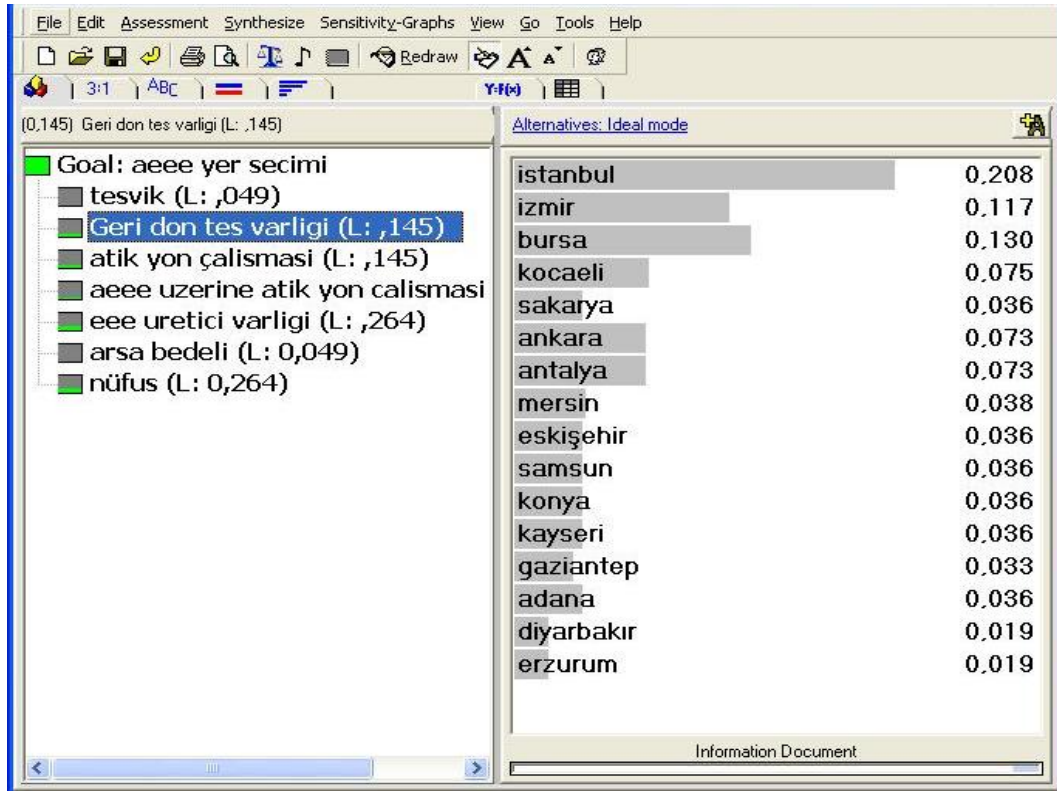 File Edit Assessment Synthesize Sensitivity-Graphs View Go Tools Help
Redraw A A
3:1 ABC Y=F(x)
(0,145) Geri don tes varligi (L: ,145)
Alternatives: Ideal mode
Goal: aeee yer secimi
tesvik (L: ,049)
Geri don tes varligi (L: ,145)
atik yon çalismasi (L: ,145)
aeee uzerine atik yon calismasi
eee uretici varligi (L: ,264)
arsa bedeli (L: 0,049)
nüfus (L: 0,264)
istanbul 0,208
izmir 0,117
bursa 0,130
kocaeli 0,075
sakarya 0,036
ankara 0,073
antalya 0,073
mersin 0,038
eskişehir 0,036
samsun 0,036
konya 0,036
kayseri 0,036
gaziantep 0,033
adana 0,036
diyarbakır 0,019
erzurum 0,019
Information Document